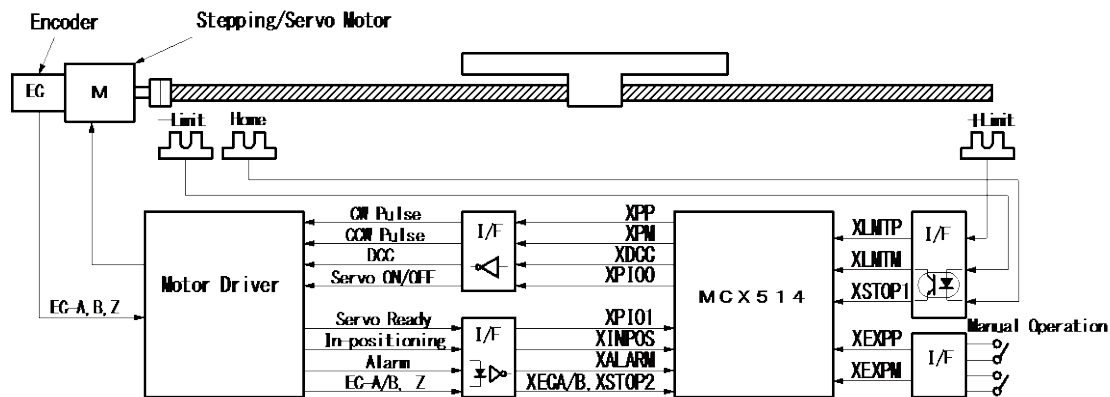 Encoder
Stepping/Servo Motor
EC
M
-Limit
Home
+Limit
CW Pulse
CCW Pulse
DCC
Servo ON/OFF
I/F
XPP
XPM
XDCC
XPIO0
XLMTP
XLMTM
XSTOP1
I/F
Motor Driver
MCX514
EC-A, B, Z
Servo Ready
In-positioning
Alarm
EC-A/B, Z
I/F
XPIO1
XINPOS
XALARM
XECA/B, XSTOP2
XEXPP
XEXPM
I/F
Manual Operation